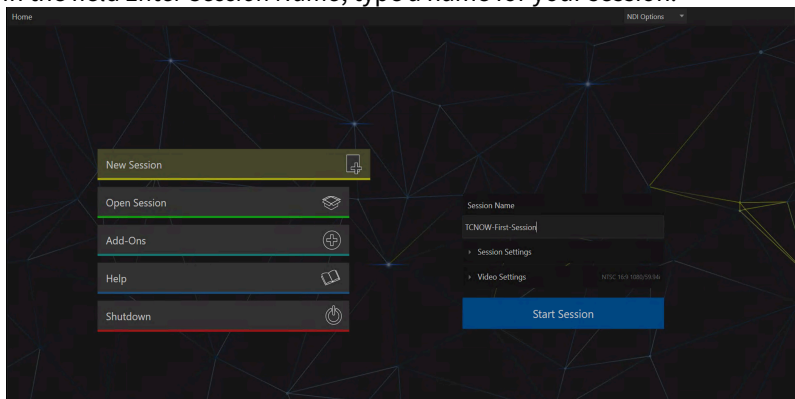 In the field Enter Session Name, type a name for your session.
Home
NDI Options
New Session
Open Session
Add-Ons
Help
Shutdown
Session Name
TCNOW-First-Session
Session Settings
Video Settings NTSC 16:9 1080/59.94i
Start Session